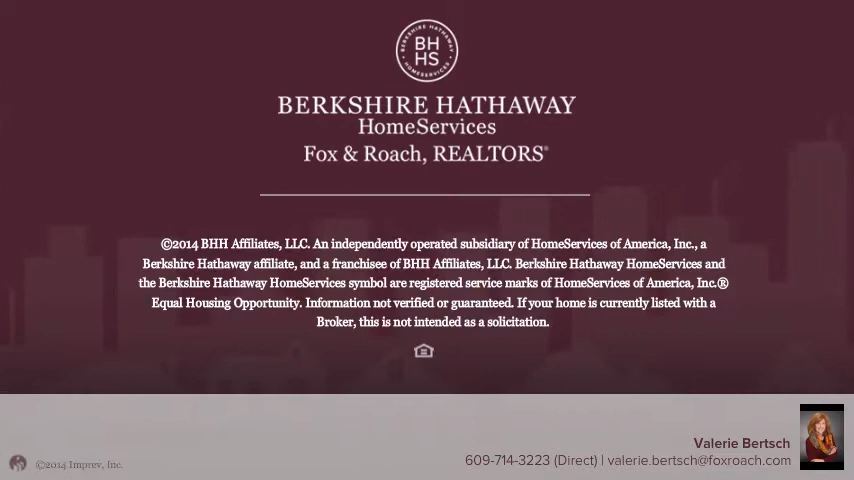 BERKSHIRE HATHAWAY
HOMESERVICES
BH
HS
BERKSHIRE HATHAWAY
HomeServices
Fox & Roach, REALTORS®
©2014 BHH Affiliates, LLC. An independently operated subsidiary of HomeServices of America, Inc., a
Berkshire Hathaway affiliate, and a franchisee of BHH Affiliates, LLC. Berkshire Hathaway HomeServices and
the Berkshire Hathaway HomeServices symbol are registered service marks of HomeServices of America, Inc.®
Equal Housing Opportunity. Information not verified or guaranteed. If your home is currently listed with a
Broker, this is not intended as a solicitation.
Valerie Bertsch
609-714-3223 (Direct) | valerie.bertsch@foxroach.com
©2014 Imprev, Inc.